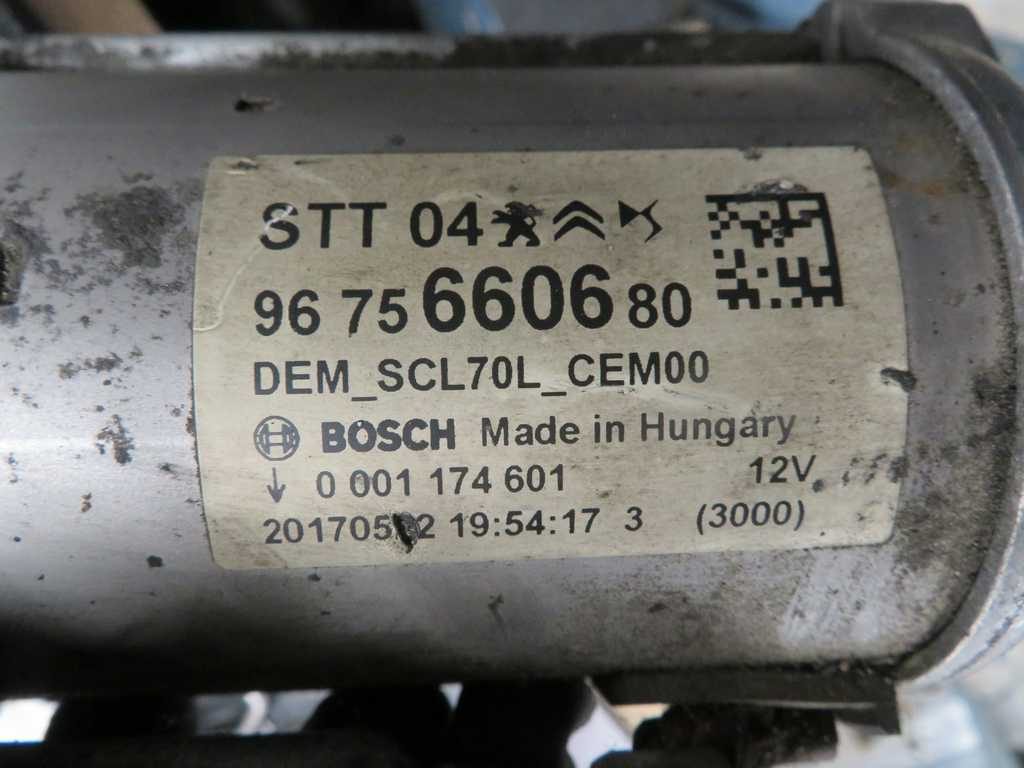 STT 04
96 75 6606 80
DEM_SCL70L_CEM00
BOSCH Made in Hungary
0 001 174 601 12V
19:54:17 3 (3000)